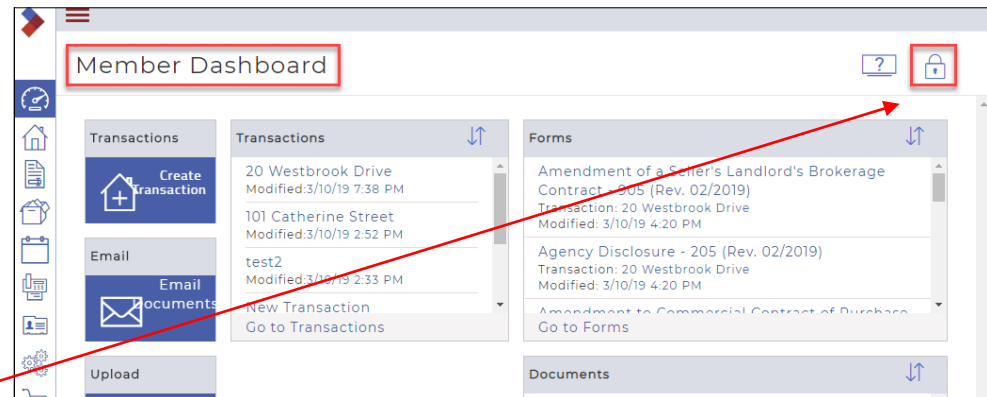 Member Dashboard
?
Transactions
Create
Transaction
Transactions
20 Westbrook Drive
Modified:3/10/19 7:38 PM
101 Catherine Street
Modified:3/10/19 2:52 PM
test2
Modified:3/10/19 2:33 PM
New Transaction
Go to Transactions
Forms
Amendment of a Seller's Landlord's Brokerage
Contract - 905 (Rev. 02/2019)
Transaction: 20 Westbrook Drive
Modified: 3/10/19 4:20 PM
Agency Disclosure - 205 (Rev. 02/2019)
Transaction: 20 Westbrook Drive
Modified: 3/10/19 4:20 PM
Amendment to Commercial Contract of Purchase
Go to Forms
Email
Email
Documents
Upload
Documents